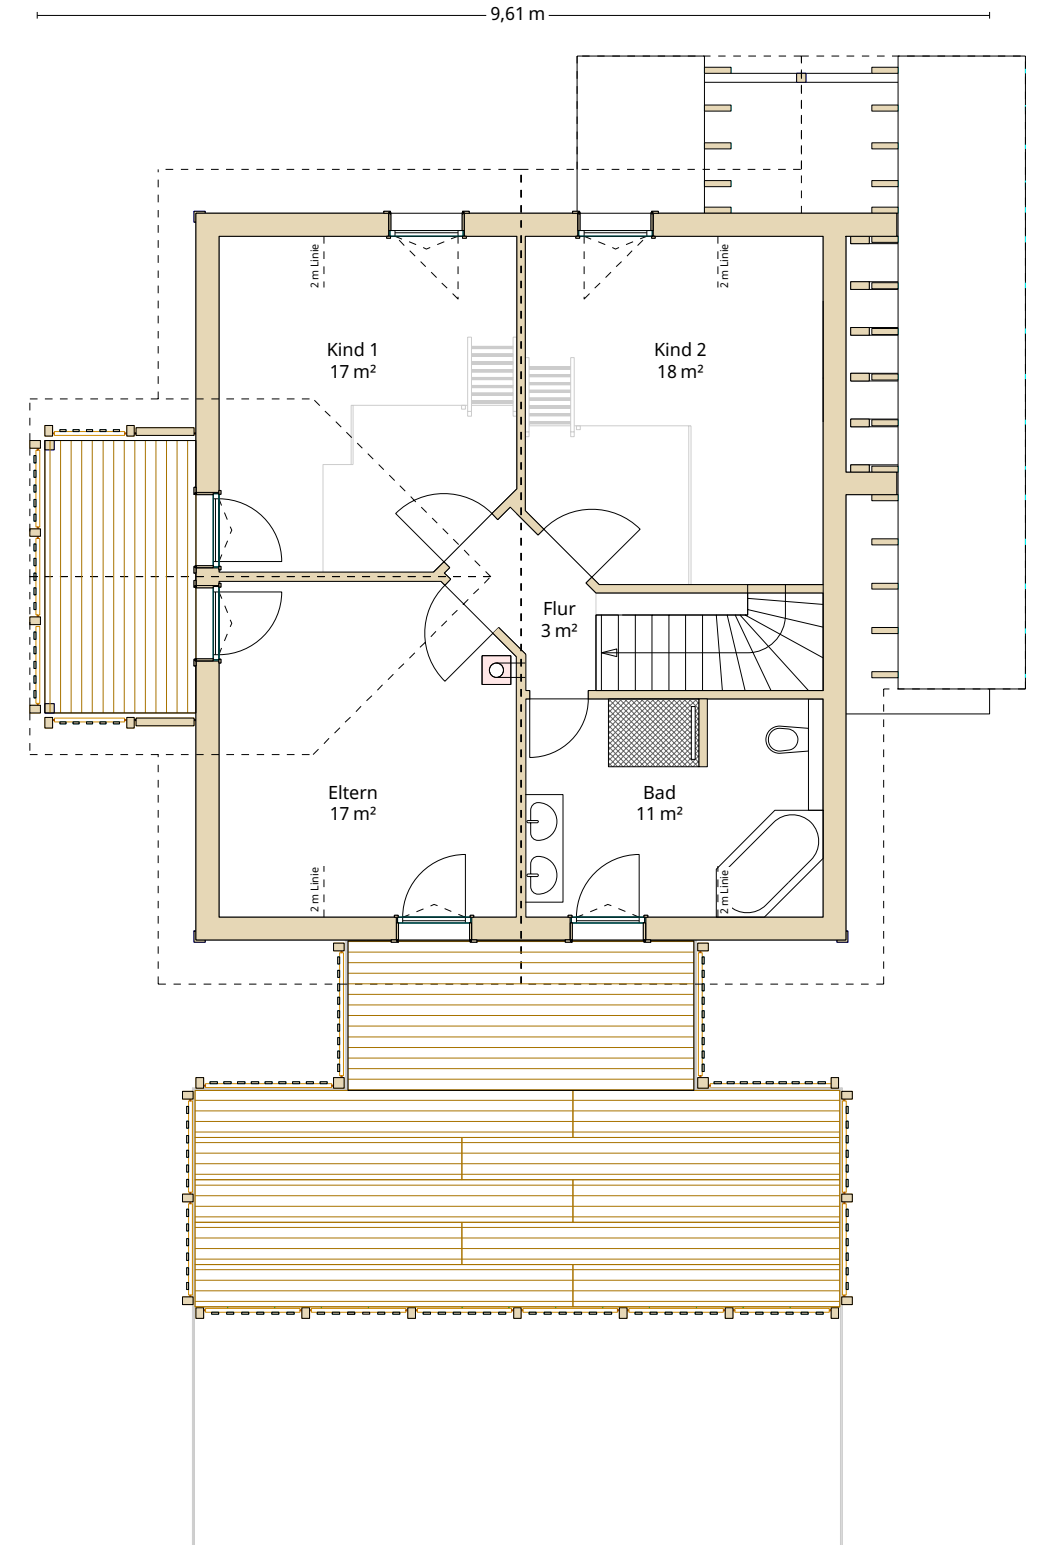 9,61 m
2 m Linie
2 m Linie
Kind 1
17 m²
Kind 2
18 m²
Flur
3 m²
Eltern
17 m²
Bad
11 m²
2 m Linie
2 m Linie